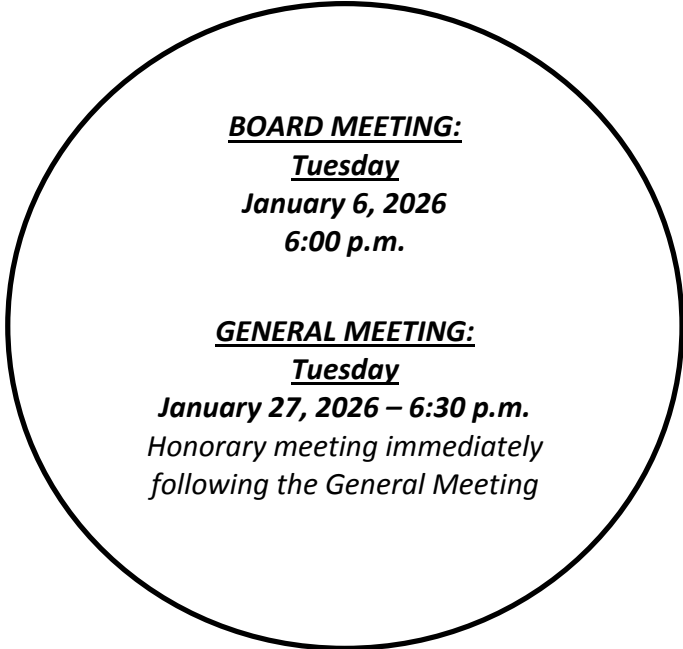 BOARD MEETING:
Tuesday
January 6, 2026
6:00 p.m.
GENERAL MEETING:
Tuesday
January 27, 2026 – 6:30 p.m.
Honorary meeting immediately
following the General Meeting